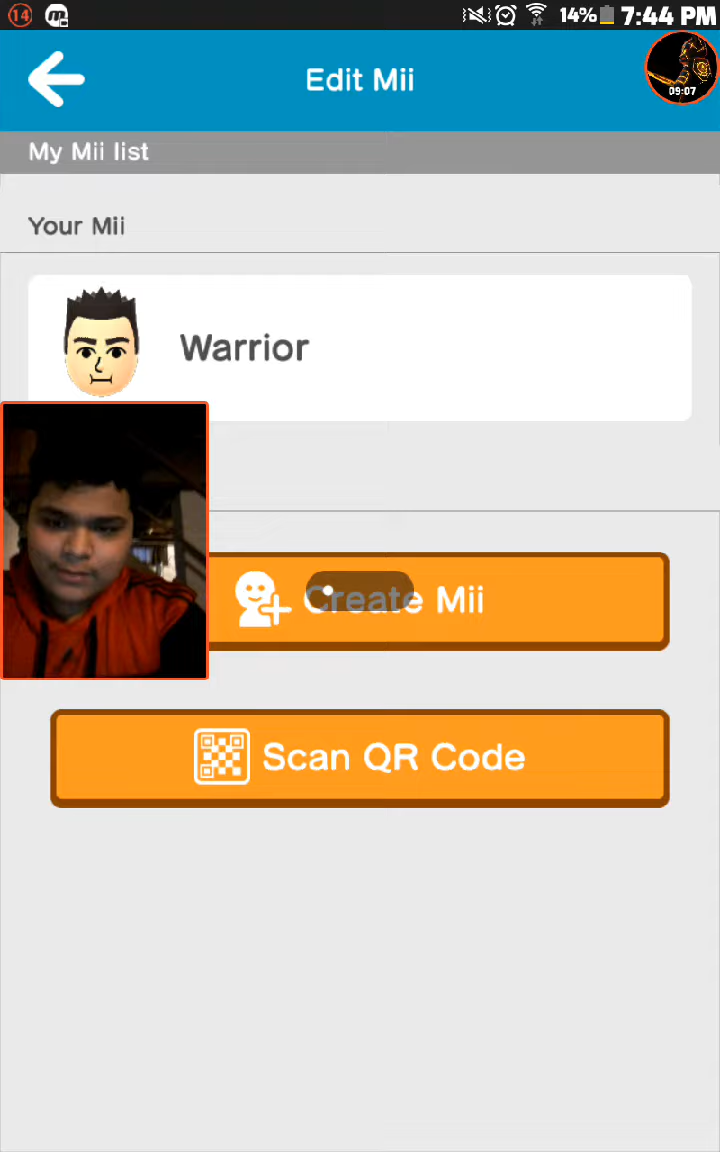 14
14%
7:44 PM
Edit Mii
09:07
My Mii list
Your Mii
Warrior
Create Mii
Scan QR Code